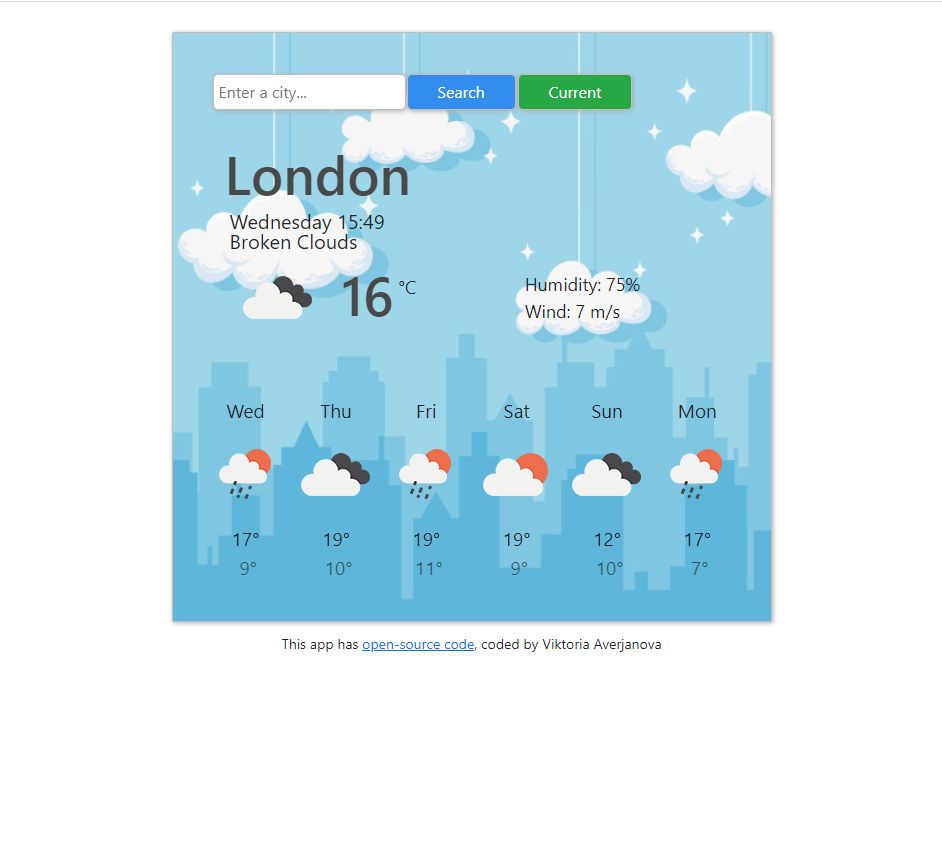 Enter a city... Search Current
London
Wednesday 15:49
Broken Clouds
16 °C
Humidity: 75%
Wind: 7 m/s
Wed Thu Fri Sat Sun Mon
17° 19° 19° 19° 12° 17°
9° 10° 11° 9° 10° 7°
This app has open-source code, coded by Viktoria Averjanova